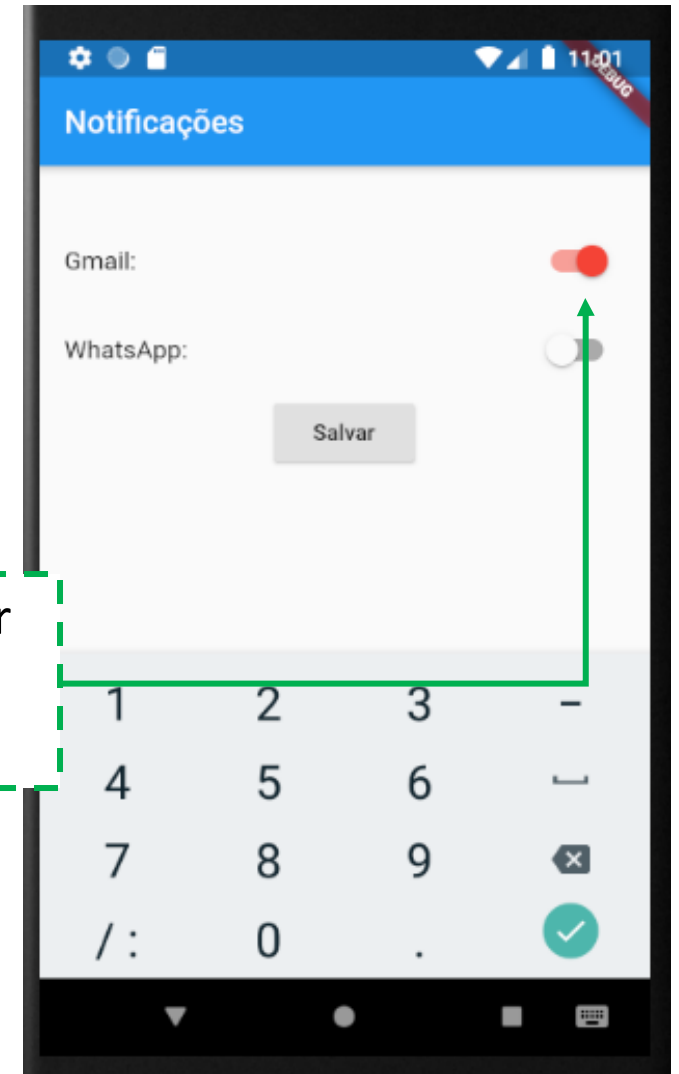 11:01
DEBUG
Notificações
Gmail:
WhatsApp:
Salvar
r
1 2 3 –
4 5 6
7 8 9
/ : 0 .